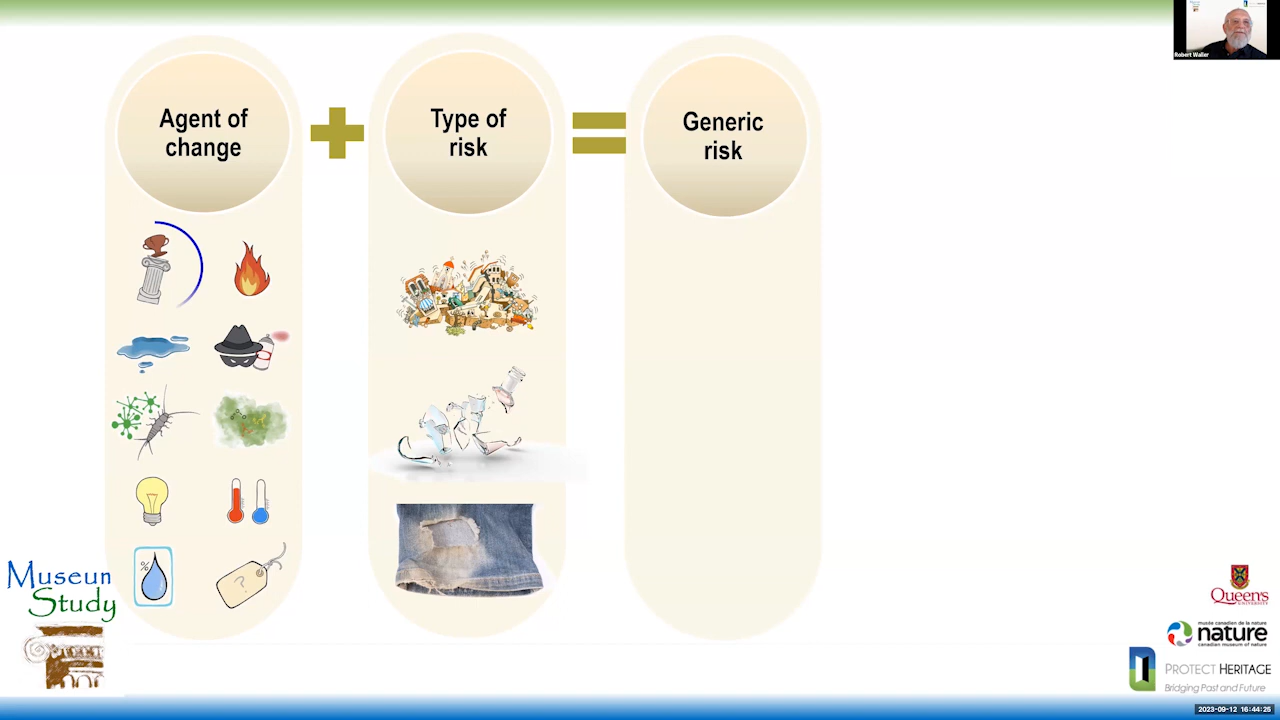 Robert Waller
Agent of
change
Type of
risk
Generic
risk
%
?
Museum
Study
Queen's
UNIVERSITY
musée canadien de la nature
nature
canadian museum of nature
PROTECT HERITAGE
Bridging Past and Future
2023-09-12 16:44:25